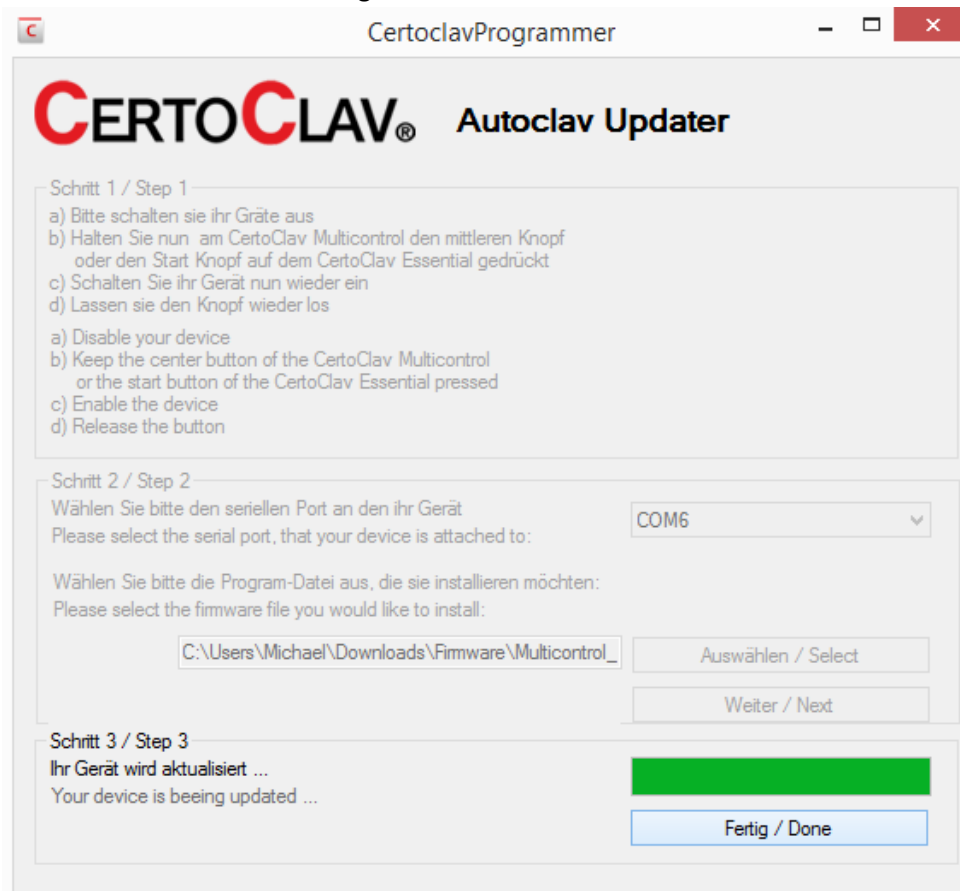 CertoclavProgrammer
CERTOCLAV® Autoclav Updater
Schritt 1 / Step 1
a) Bitte schalten sie ihr Gräte aus
b) Halten Sie nun am CertoClav Multicontrol den mittleren Knopf
oder den Start Knopf auf dem CertoClav Essential gedrückt
c) Schalten Sie ihr Gerät nun wieder ein
d) Lassen sie den Knopf wieder los
a) Disable your device
b) Keep the center button of the CertoClav Multicontrol
or the start button of the CertoClav Essential pressed
c) Enable the device
d) Release the button
Schritt 2 / Step 2
Wählen Sie bitte den seriellen Port an den ihr Gerät
Please select the serial port, that your device is attached to:
COM6
Wählen Sie bitte die Program-Datei aus, die sie installieren möchten:
Please select the firmware file you would like to install:
C:\Users\Michael\Downloads\Firmware\Multicontrol_
Auswählen / Select
Weiter / Next
Schritt 3 / Step 3
Ihr Gerät wird aktualisiert ...
Your device is beeing updated ...
Fertig / Done